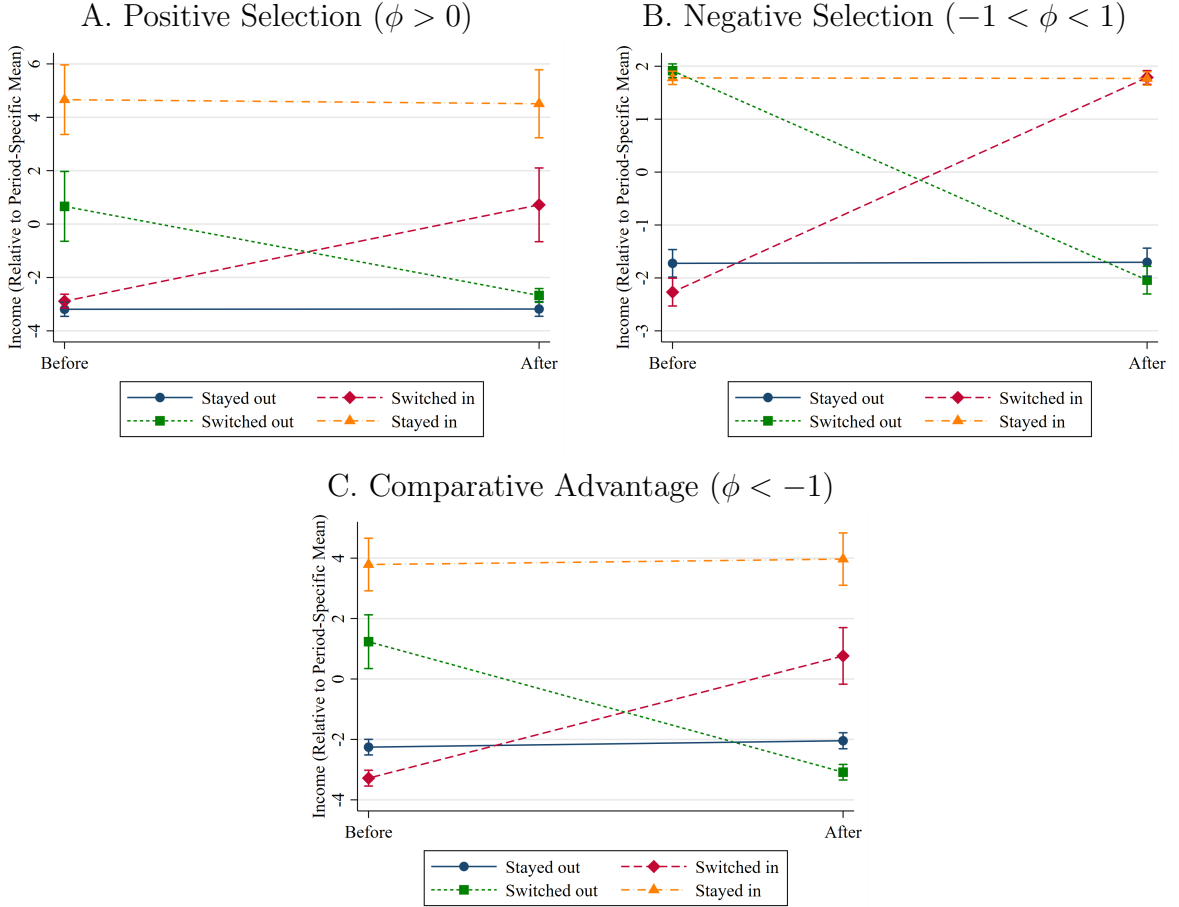 A. Positive Selection (ϕ > 0)
Income (Relative to Period-Specific Mean)
6
4
2
0
-2
-4
Before
After
Stayed out
Switched in
Switched out
Stayed in
B. Negative Selection (−1 < ϕ < 1)
Income (Relative to Period-Specific Mean)
2
1
0
-1
-2
-3
Before
After
Stayed out
Switched in
Switched out
Stayed in
C. Comparative Advantage (ϕ < −1)
Income (Relative to Period-Specific Mean)
4
2
0
-2
-4
Before
After
Stayed out
Switched in
Switched out
Stayed in